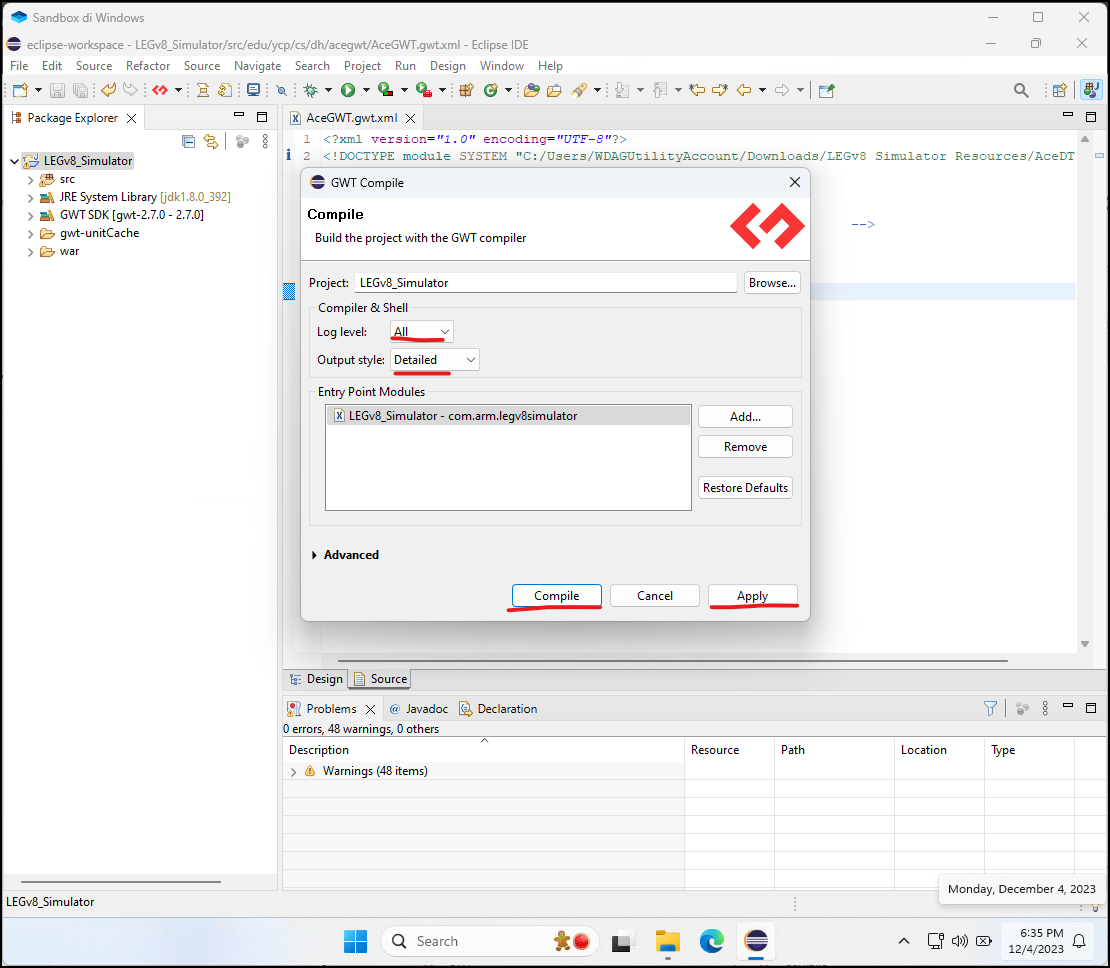 Sandbox di Windows
eclipse-workspace - LEGv8_Simulator/src/edu/ycp/cs/dh/acegwt/AceGWT.gwt.xml - Eclipse IDE
File Edit Source Refactor Source Navigate Search Project Run Design Window Help
Package Explorer
AceGWT.gwt.xml
LEGv8_Simulator
src
JRE System Library [jdk1.8.0_392]
GWT SDK [gwt-2.7.0 - 2.7.0]
gwt-unitCache
war
1 <?xml version="1.0" encoding="UTF-8"?>
2 <!DOCTYPE module SYSTEM "C:/Users/WDAGUtilityAccount/Downloads/LEGv8 Simulator Resources/AceDT
-->
GWT Compile
Compile
Build the project with the GWT compiler
Project: LEGv8_Simulator Browse...
Compiler & Shell
Log level: All
Output style: Detailed
Entry Point Modules
LEGv8_Simulator - com.arm.legv8simulator
Add...
Remove
Restore Defaults
Advanced
Compile Cancel Apply
Design Source
Problems Javadoc Declaration
0 errors, 48 warnings, 0 others
Description Resource Path Location Type
Warnings (48 items)
LEGv8_Simulator
Monday, December 4, 2023
Search
6:35 PM
12/4/2023